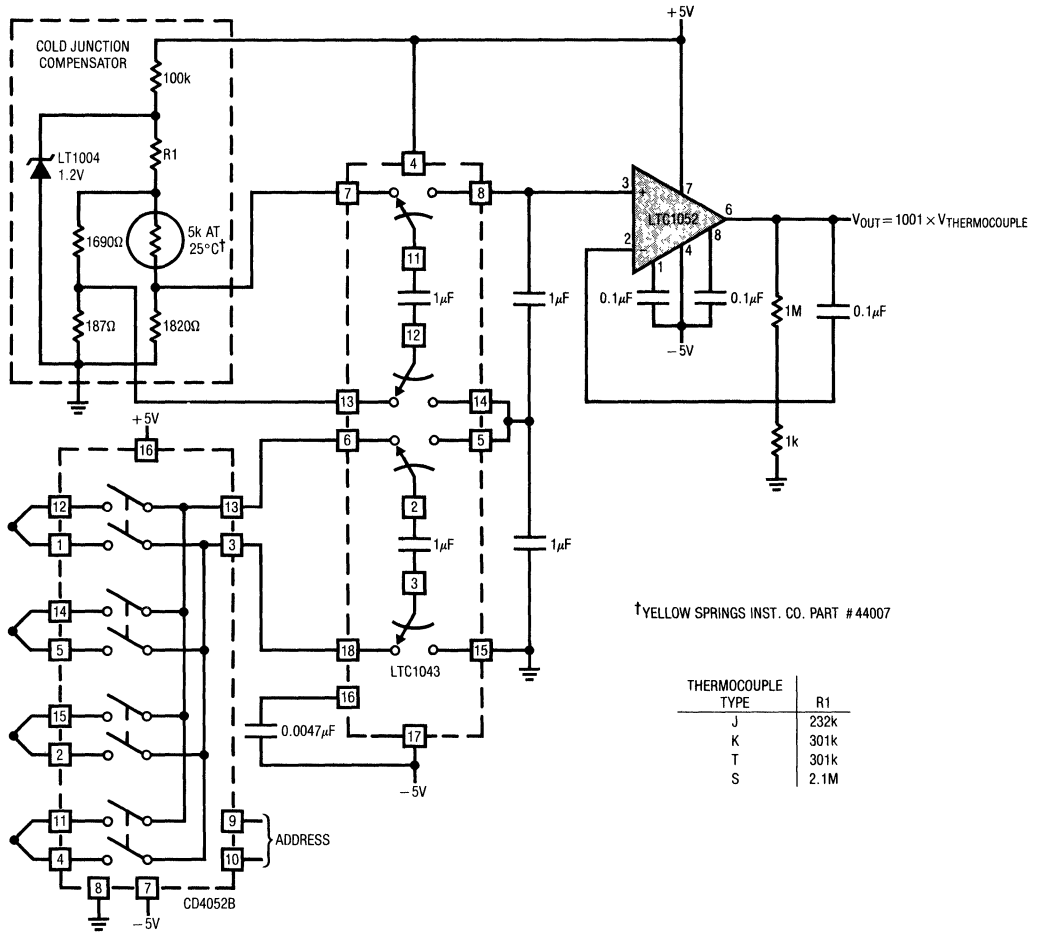 +5V
COLD JUNCTION
COMPENSATOR
100k
R1
LT1004
1.2V
1690Ω
5k AT
25°C†
187Ω
1820Ω
4
7
8
11
1µF
12
13
14
6
5
2
1µF
3
18
15
LTC1043
16
0.0047µF
17
−5V
1µF
1µF
3
+
2
−
LTC1052
7
6
8
4
1
0.1µF
0.1µF
−5V
VOUT = 1001 × VTHERMOCOUPLE
1M
0.1µF
1k
+5V
16
12
13
1
3
14
5
15
2
11
9
4
10
ADDRESS
8
7
CD4052B
−5V
†YELLOW SPRINGS INST. CO. PART #44007
THERMOCOUPLE
TYPE R1
J 232k
K 301k
T 301k
S 2.1M